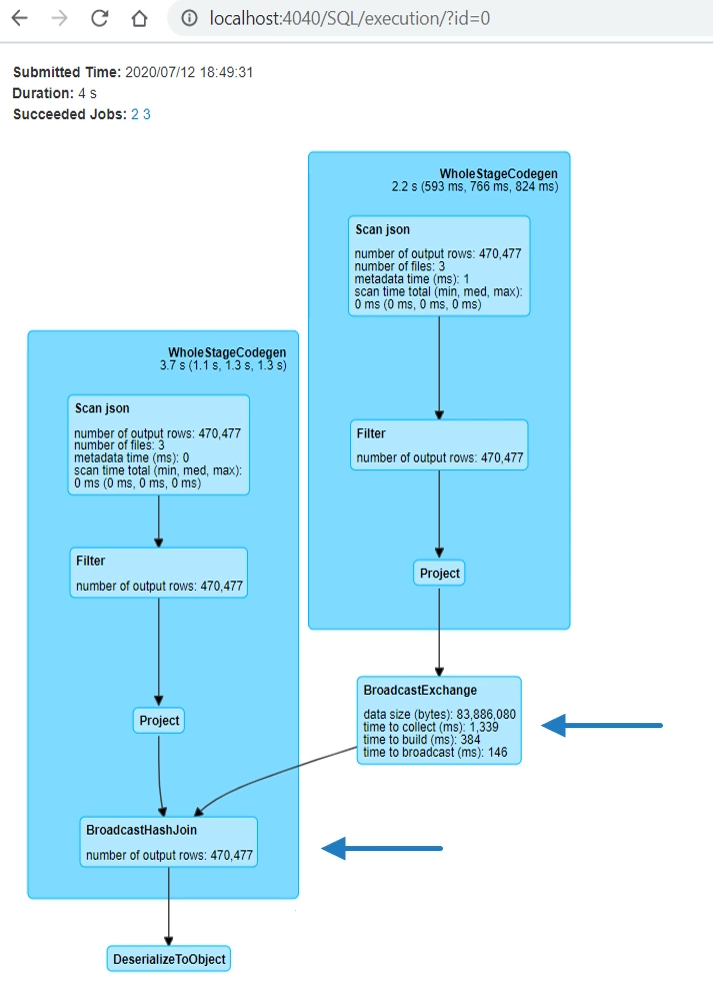 localhost:4040/SQL/execution/?id=0
Submitted Time: 2020/07/12 18:49:31
Duration: 4 s
Succeeded Jobs: 2 3
WholeStageCodegen
2.2 s (593 ms, 766 ms, 824 ms)
Scan json
number of output rows: 470,477
number of files: 3
metadata time (ms): 1
scan time total (min, med, max):
0 ms (0 ms, 0 ms, 0 ms)
Filter
number of output rows: 470,477
Project
BroadcastExchange
data size (bytes): 83,886,080
time to collect (ms): 1,339
time to build (ms): 384
time to broadcast (ms): 146
WholeStageCodegen
3.7 s (1.1 s, 1.3 s, 1.3 s)
Scan json
number of output rows: 470,477
number of files: 3
metadata time (ms): 0
scan time total (min, med, max):
0 ms (0 ms, 0 ms, 0 ms)
Filter
number of output rows: 470,477
Project
BroadcastHashJoin
number of output rows: 470,477
DeserializeToObject